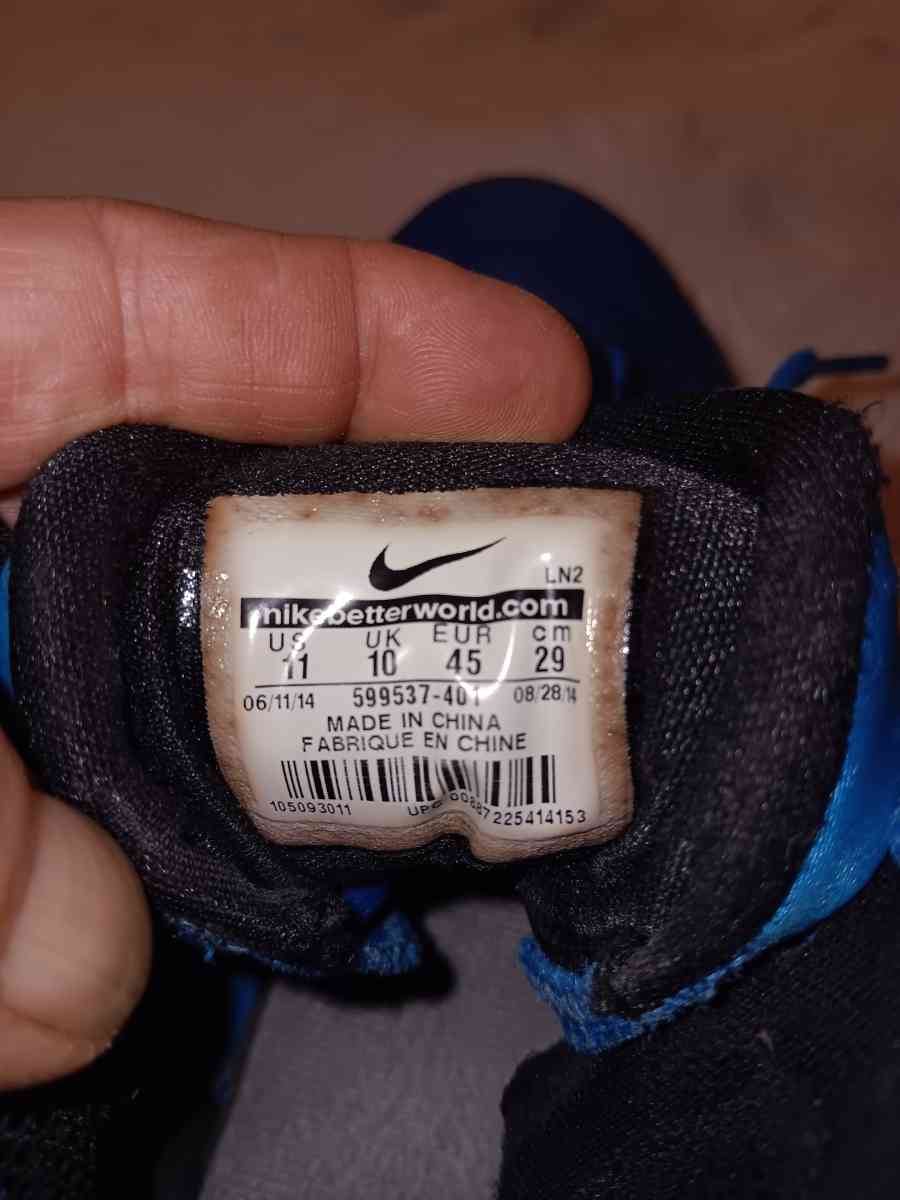 LN2
nikebetterworld.com
US UK EUR cm
11 10 45 29
06/11/14 599537-401 08/28/14
MADE IN CHINA
FABRIQUE EN CHINE
105093011 UPC 00887225414153